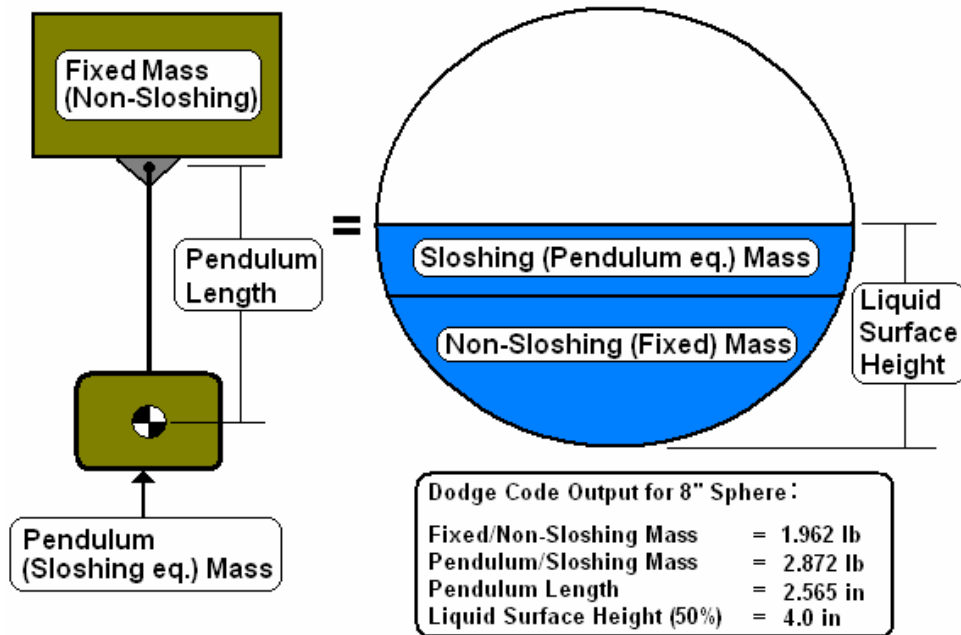 Fixed Mass
(Non-Sloshing)
Pendulum
Length
Pendulum
(Sloshing eq.) Mass
=
Sloshing (Pendulum eq.) Mass
Non-Sloshing (Fixed) Mass
Liquid
Surface
Height
Dodge Code Output for 8" Sphere:
Fixed/Non-Sloshing Mass = 1.962 lb
Pendulum/Sloshing Mass = 2.872 lb
Pendulum Length = 2.565 in
Liquid Surface Height (50%) = 4.0 in